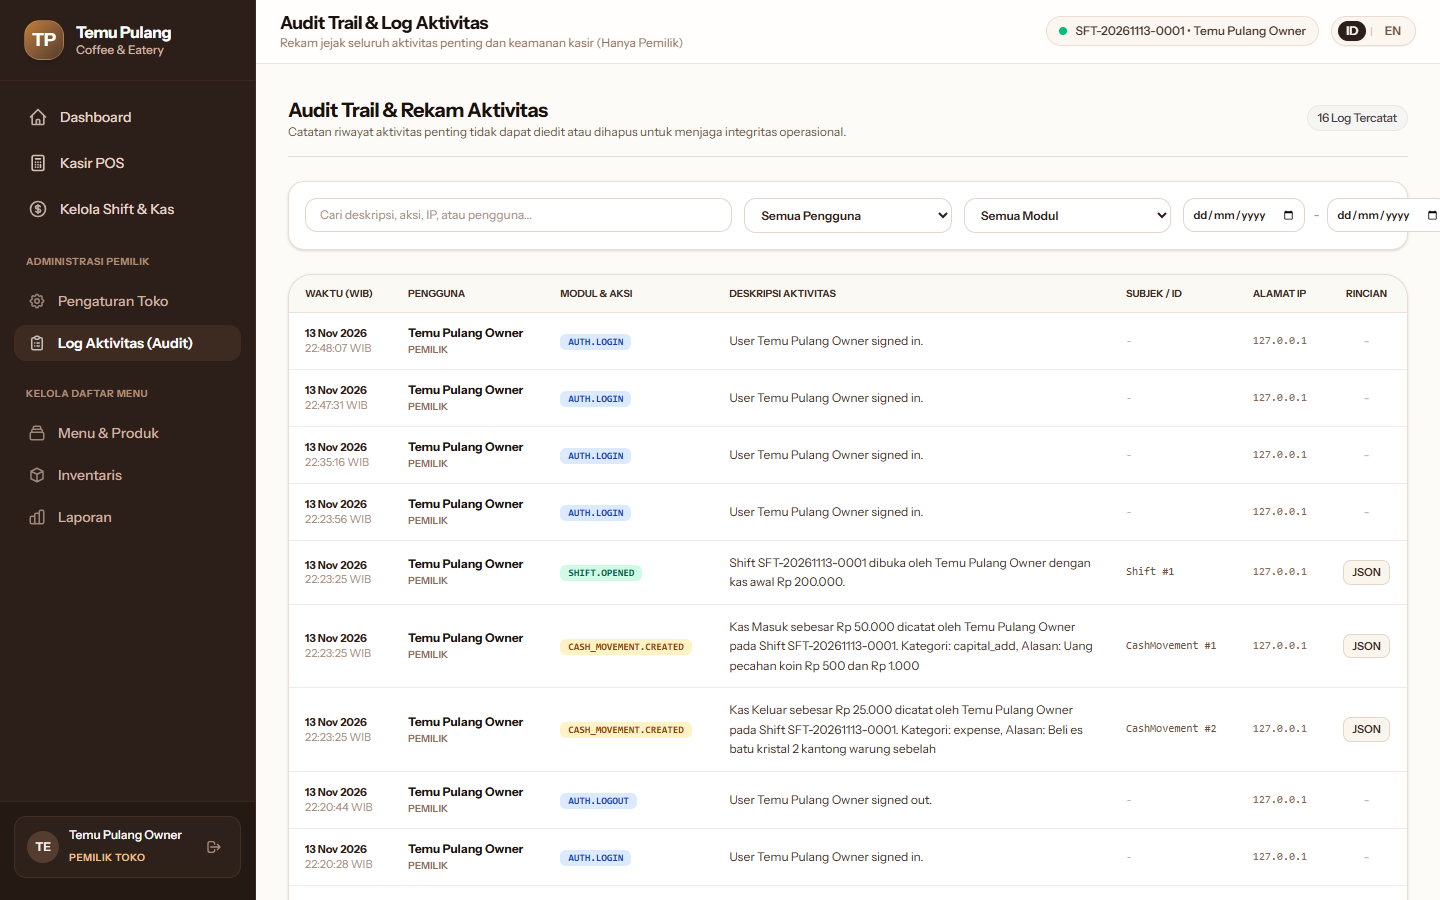 TP
Temu Pulang
Coffee & Eatery
Dashboard
Kasir POS
Kelola Shift & Kas
ADMINISTRASI PEMILIK
Pengaturan Toko
Log Aktivitas (Audit)
KELOLA DAFTAR MENU
Menu & Produk
Inventaris
Laporan
TE
Temu Pulang Owner
PEMILIK TOKO
Audit Trail & Log Aktivitas
Rekam jejak seluruh aktivitas penting dan keamanan kasir (Hanya Pemilik)
SFT-20261113-0001 • Temu Pulang Owner
ID | EN
Audit Trail & Rekam Aktivitas
Catatan riwayat aktivitas penting tidak dapat diedit atau dihapus untuk menjaga integritas operasional.
16 Log Tercatat
Cari deskripsi, aksi, IP, atau pengguna...
Semua Pengguna
Semua Modul
dd/mm/yyyy - dd/mm/yyyy
WAKTU (WIB) PENGGUNA MODUL & AKSI DESKRIPSI AKTIVITAS SUBJEK / ID ALAMAT IP RINCIAN
13 Nov 2026
22:48:07 WIB
Temu Pulang Owner
PEMILIK
AUTH.LOGIN
User Temu Pulang Owner signed in.
-
127.0.0.1
-
13 Nov 2026
22:47:31 WIB
Temu Pulang Owner
PEMILIK
AUTH.LOGIN
User Temu Pulang Owner signed in.
-
127.0.0.1
-
13 Nov 2026
22:35:16 WIB
Temu Pulang Owner
PEMILIK
AUTH.LOGIN
User Temu Pulang Owner signed in.
-
127.0.0.1
-
13 Nov 2026
22:23:56 WIB
Temu Pulang Owner
PEMILIK
AUTH.LOGIN
User Temu Pulang Owner signed in.
-
127.0.0.1
-
13 Nov 2026
22:23:25 WIB
Temu Pulang Owner
PEMILIK
SHIFT.OPENED
Shift SFT-20261113-0001 dibuka oleh Temu Pulang Owner dengan
kas awal Rp 200.000.
Shift #1
127.0.0.1
JSON
13 Nov 2026
22:23:25 WIB
Temu Pulang Owner
PEMILIK
CASH_MOVEMENT.CREATED
Kas Masuk sebesar Rp 50.000 dicatat oleh Temu Pulang Owner
pada Shift SFT-20261113-0001. Kategori: capital_add, Alasan: Uang
pecahan koin Rp 500 dan Rp 1.000
CashMovement #1
127.0.0.1
JSON
13 Nov 2026
22:23:25 WIB
Temu Pulang Owner
PEMILIK
CASH_MOVEMENT.CREATED
Kas Keluar sebesar Rp 25.000 dicatat oleh Temu Pulang Owner
pada Shift SFT-20261113-0001. Kategori: expense, Alasan: Beli es
batu kristal 2 kantong warung sebelah
CashMovement #2
127.0.0.1
JSON
13 Nov 2026
22:20:44 WIB
Temu Pulang Owner
PEMILIK
AUTH.LOGOUT
User Temu Pulang Owner signed out.
-
127.0.0.1
-
13 Nov 2026
22:20:28 WIB
Temu Pulang Owner
PEMILIK
AUTH.LOGIN
User Temu Pulang Owner signed in.
-
127.0.0.1
-